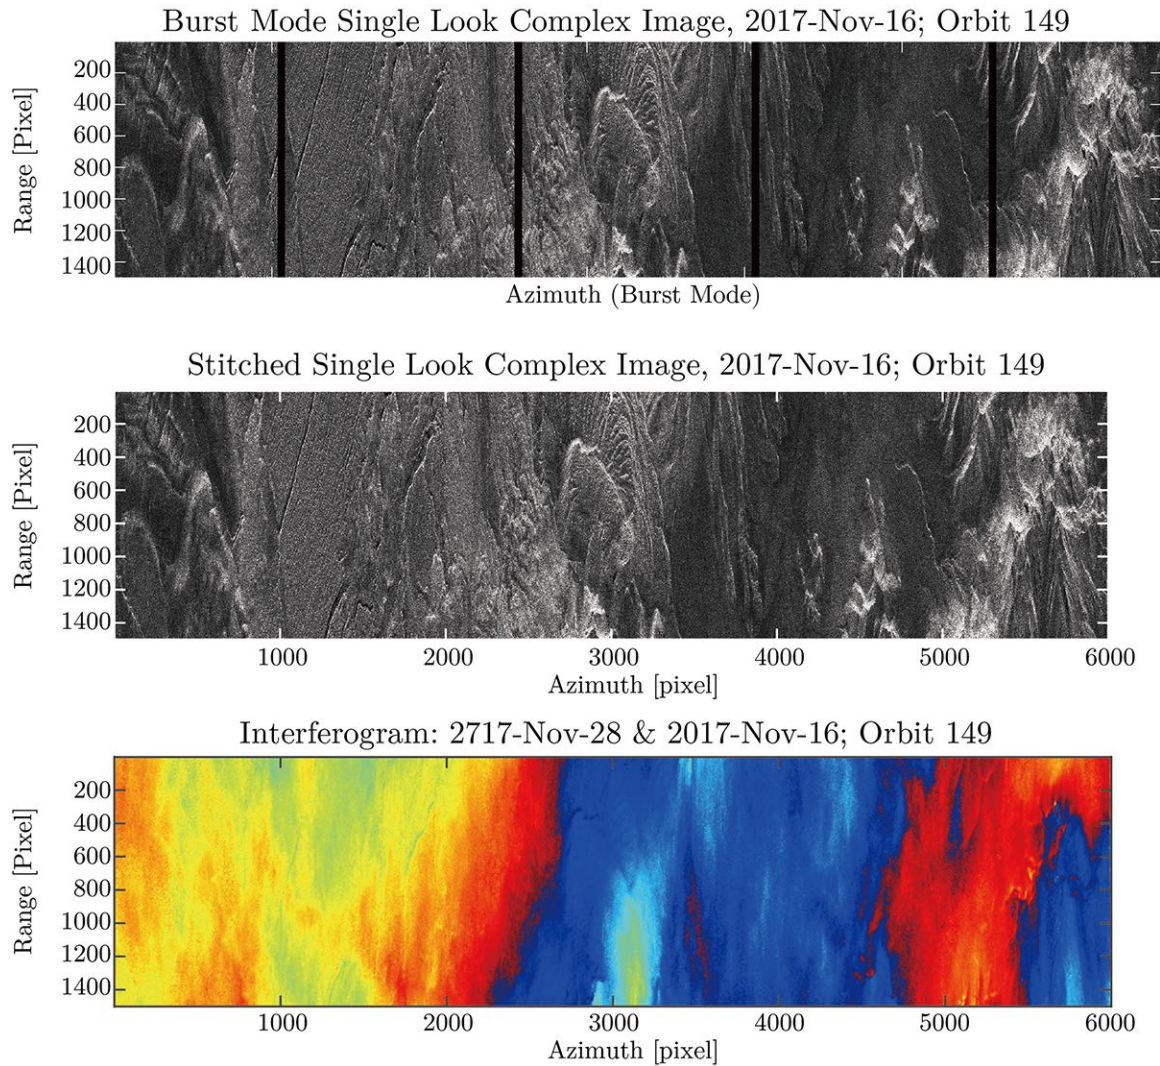 Burst Mode Single Look Complex Image, 2017-Nov-16; Orbit 149
Range [Pixel]
200
400
600
800
1000
1200
1400
Azimuth (Burst Mode)
Stitched Single Look Complex Image, 2017-Nov-16; Orbit 149
Range [Pixel]
200
400
600
800
1000
1200
1400
1000 2000 3000 4000 5000 6000
Azimuth [pixel]
Interferogram: 2717-Nov-28 & 2017-Nov-16; Orbit 149
Range [Pixel]
200
400
600
800
1000
1200
1400
1000 2000 3000 4000 5000 6000
Azimuth [pixel]